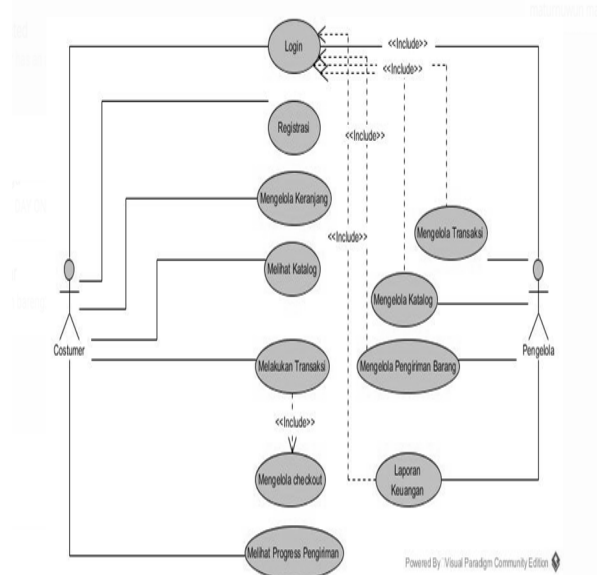 Login
<<Include>>
<<Include>>
Registrasi
<<Include>>
Mengelola Keranjang
Mengelola Transaksi
<<Include>>
Melihat Katalog
Mengelola Katalog
Costumer
Melakukan Transaksi
Mengelola Pengiriman Barang
Pengelola
<<Include>>
Mengelola checkout
Laporan
Keuangan
Melihat Progress Pengiriman
Powered By Visual Paradigm Community Edition